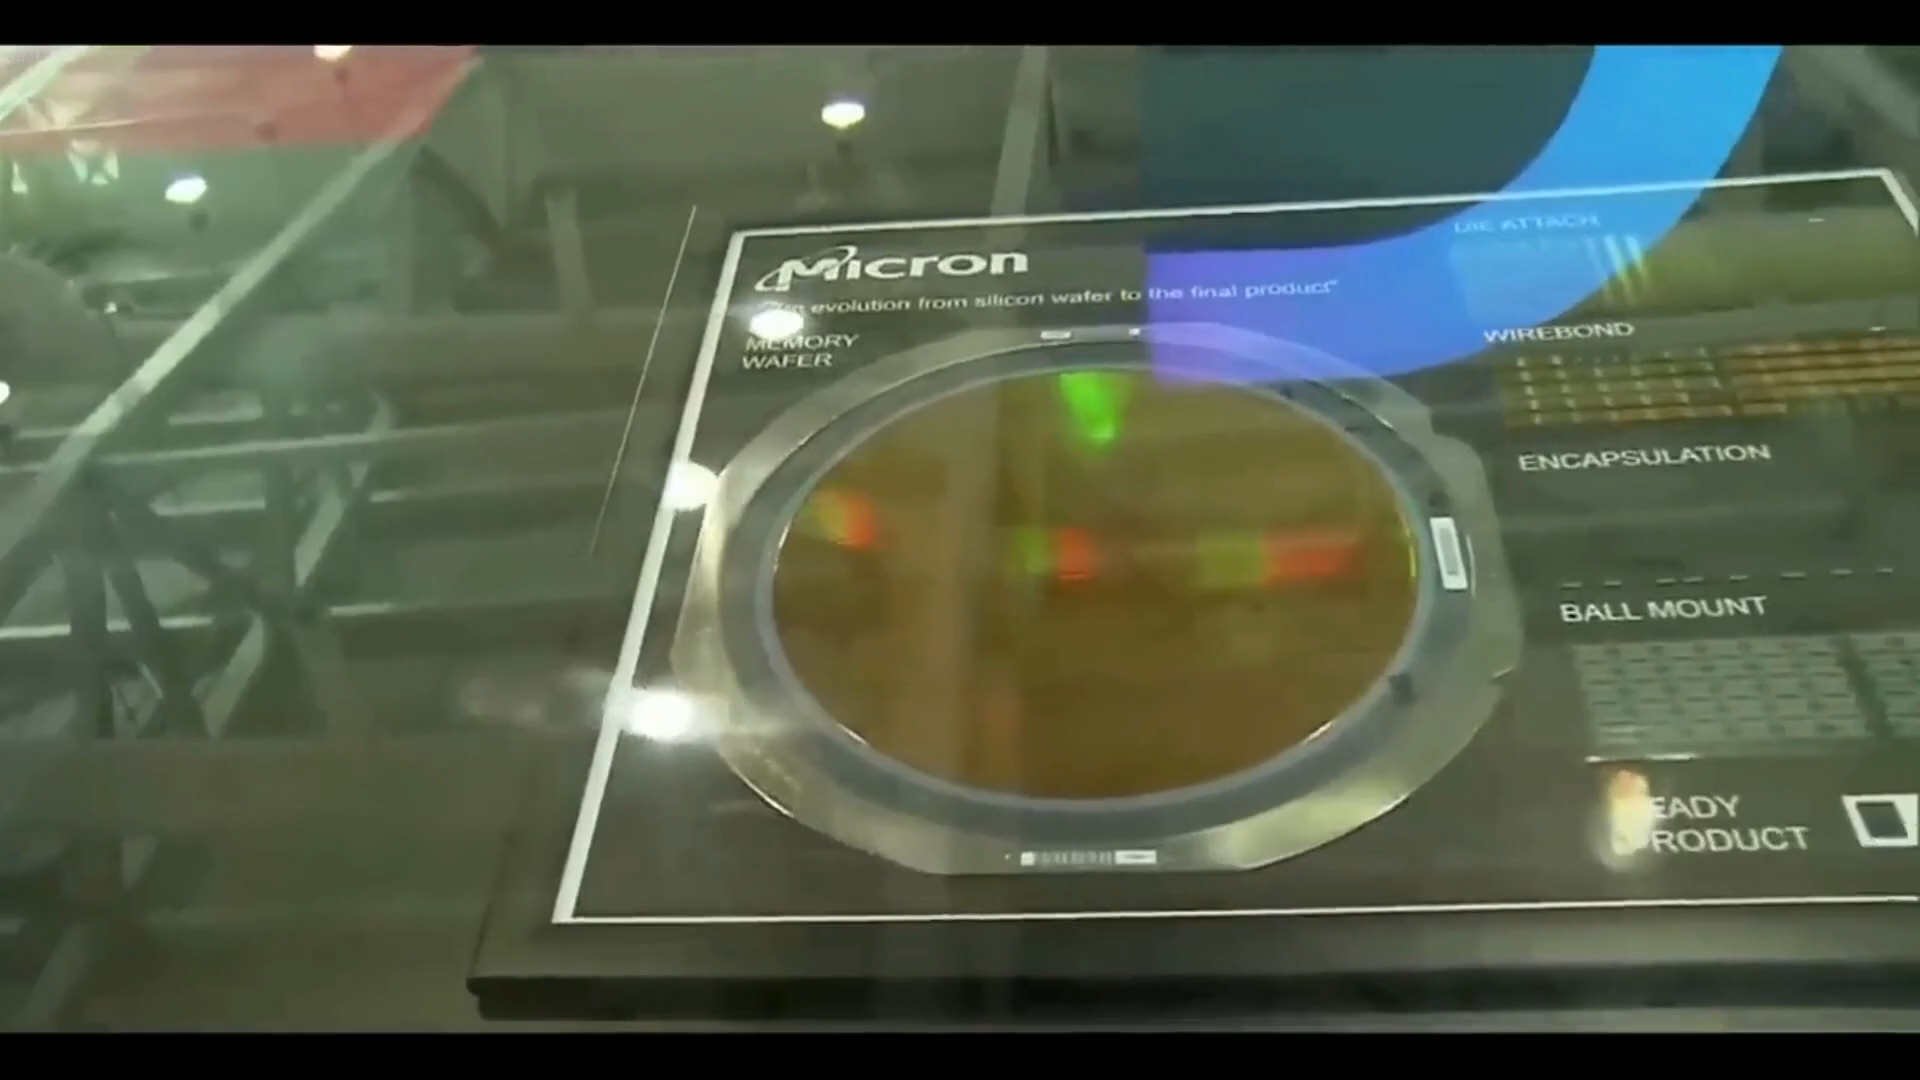 Micron
evolution from silicon wafer to the final product"
MEMORY
WAFER
DIE ATTACH
WIREBOND
ENCAPSULATION
BALL MOUNT
EADY
RODUCT